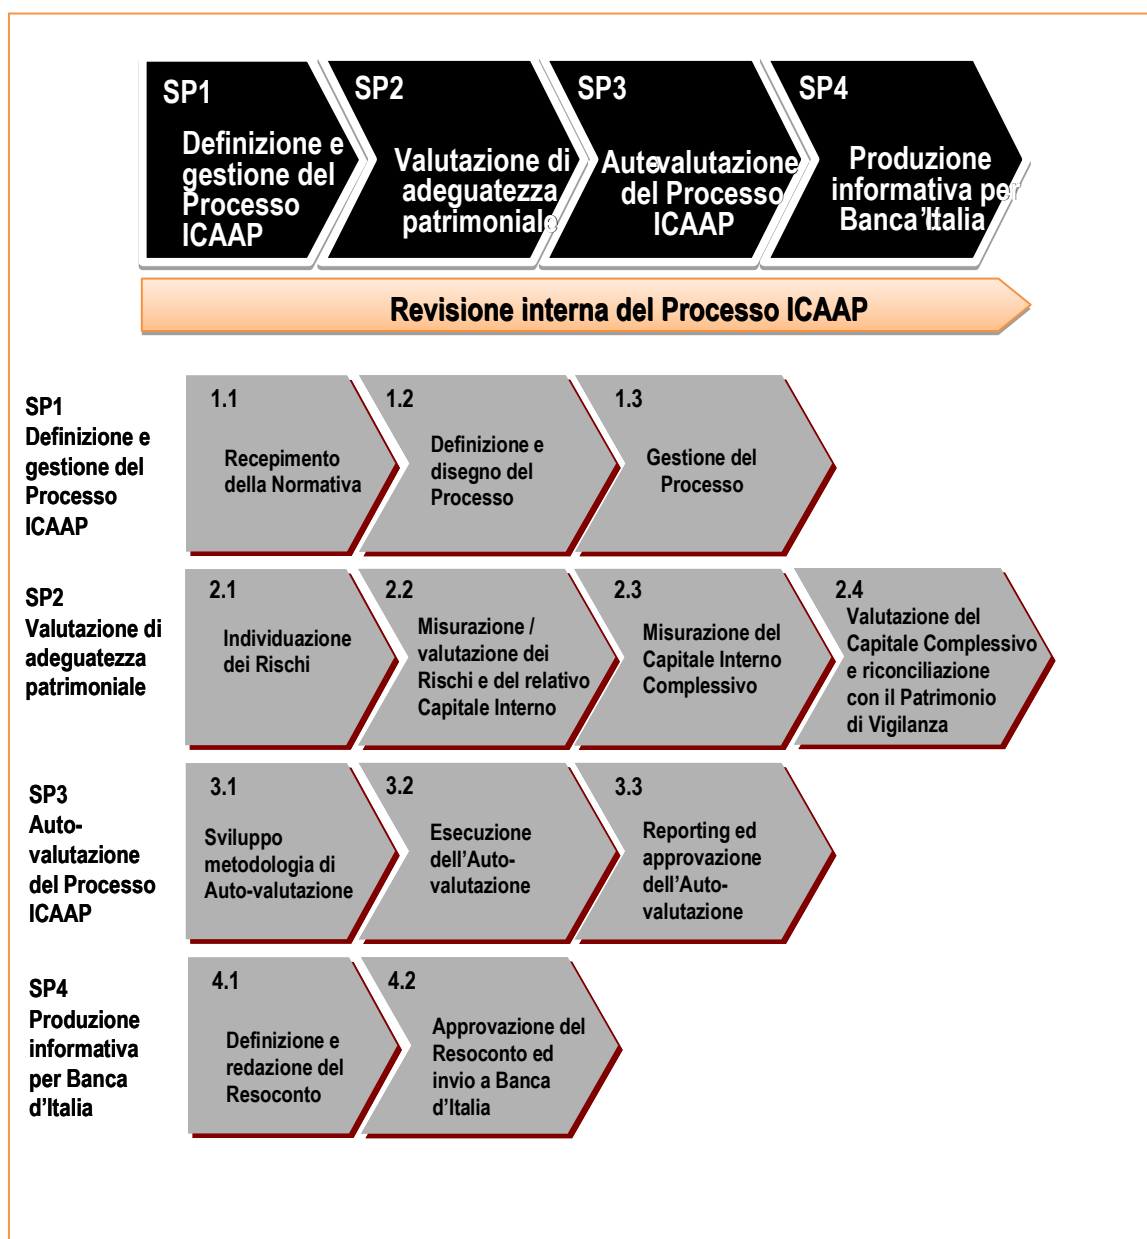 SP1
Definizione e
gestione del
Processo
ICAAP
SP2
Valutazione di
adeguatezza
patrimoniale
SP3
Auto-valutazione
del Processo
ICAAP
SP4
Produzione
informativa per
Banca d'Italia
Revisione interna del Processo ICAAP
SP1
Definizione e
gestione del
Processo
ICAAP
1.1
Recepimento
della Normativa
1.2
Definizione e
disegno del
Processo
1.3
Gestione del
Processo
SP2
Valutazione di
adeguatezza
patrimoniale
2.1
Individuazione
dei Rischi
2.2
Misurazione /
valutazione dei
Rischi e del relativo
Capitale Interno
2.3
Misurazione del
Capitale Interno
Complessivo
2.4
Valutazione del
Capitale Complessivo
e riconciliazione
con il Patrimonio
di Vigilanza
SP3
Auto-
valutazione
del Processo
ICAAP
3.1
Sviluppo
metodologia di
Auto-valutazione
3.2
Esecuzione
dell’Auto-
valutazione
3.3
Reporting ed
approvazione
dell’Auto-
valutazione
SP4
Produzione
informativa
per Banca
d’Italia
4.1
Definizione e
redazione del
Resoconto
4.2
Approvazione del
Resoconto ed
invio a Banca
d’Italia